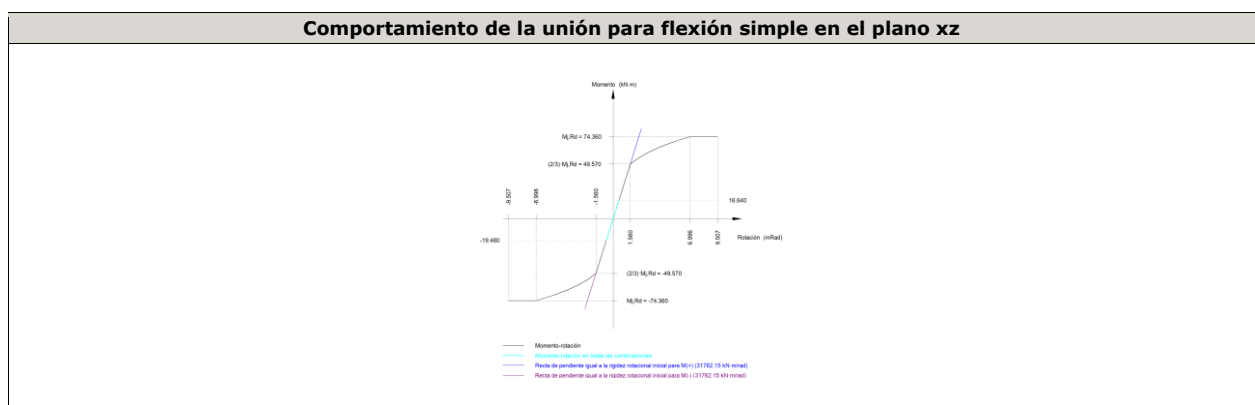 Comportamiento de la unión para flexión simple en el plano xz
Momento (kN·m)
Mj,Rd = 74.360
(2/3)·Mj,Rd = 49.570
-9.507
-6.996
-1.560
16.640
-19.480
1.560
6.996
9.507
Rotación (mRad)
(2/3)·Mj,Rd = -49.570
Mj,Rd = -74.360
Momento-rotación
Momento-rotación en todas las combinaciones
Recta de pendiente igual a la rigidez rotacional inicial para M(+) (31762.15 kN·m/rad)
Recta de pendiente igual a la rigidez rotacional inicial para M(-) (31762.15 kN·m/rad)